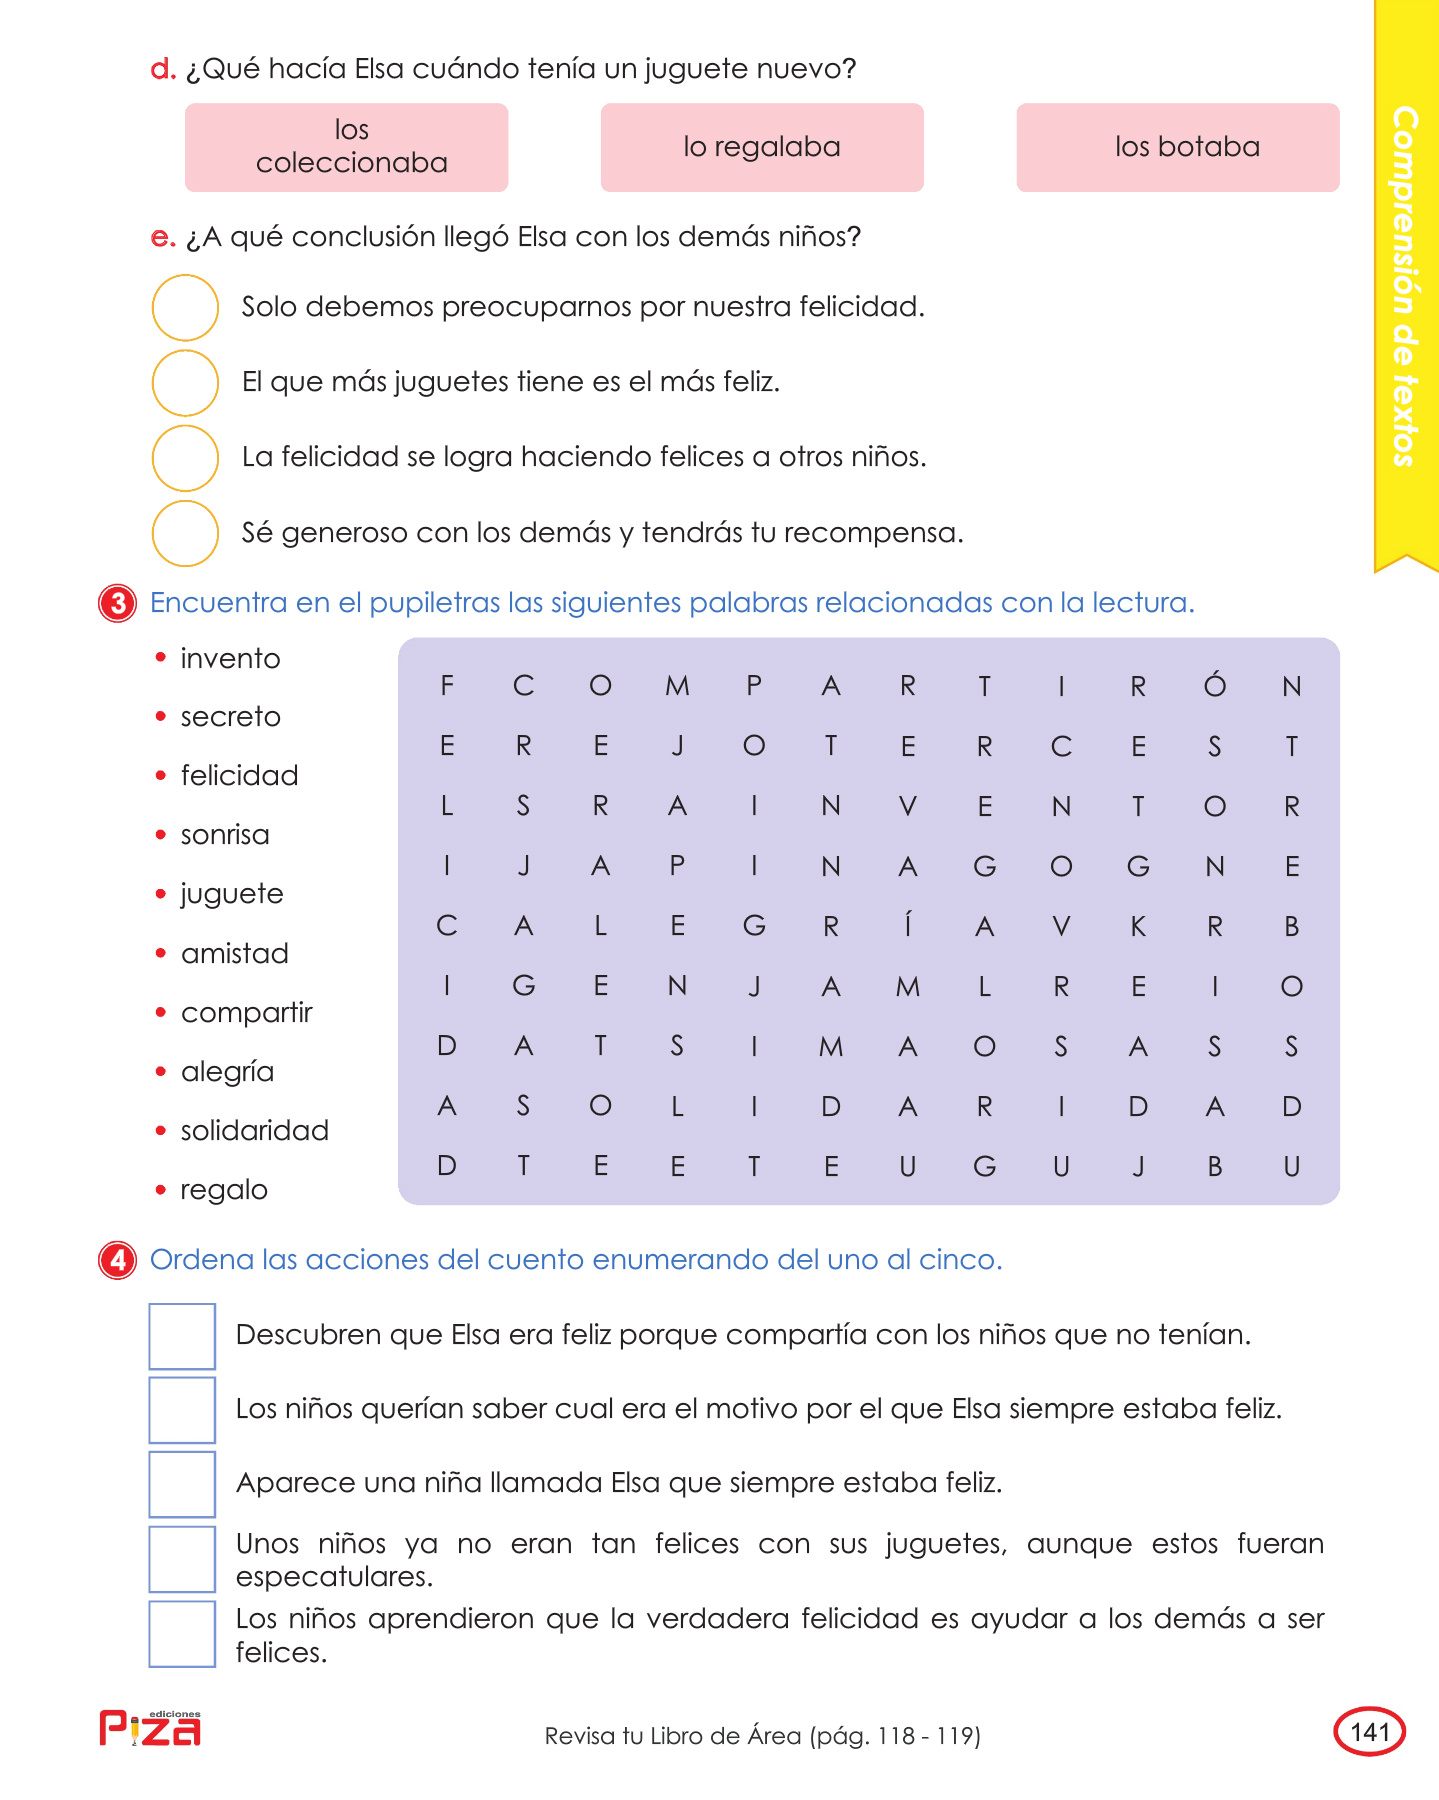 d. ¿Qué hacía Elsa cuándo tenía un juguete nuevo?
los
coleccionaba
lo regalaba
los botaba
e. ¿A qué conclusión llegó Elsa con los demás niños?
Solo debemos preocuparnos por nuestra felicidad.
El que más juguetes tiene es el más feliz.
La felicidad se logra haciendo felices a otros niños.
Sé generoso con los demás y tendrás tu recompensa.
Comprensión de textos
3 Encuentra en el pupiletras las siguientes palabras relacionadas con la lectura.
• invento
• secreto
• felicidad
• sonrisa
• juguete
• amistad
• compartir
• alegría
• solidaridad
• regalo
F C O M P A R T I R Ó N
E R E J O T E R C E S T
L S R A I N V E N T O R
I J A P I N A G O G N E
C A L E G R Í A V K R B
I G E N J A M L R E I O
D A T S I M A O S A S S
A S O L I D A R I D A D
D T E E T E U G U J B U
4 Ordena las acciones del cuento enumerando del uno al cinco.
Descubren que Elsa era feliz porque compartía con los niños que no tenían.
Los niños querían saber cual era el motivo por el que Elsa siempre estaba feliz.
Aparece una niña llamada Elsa que siempre estaba feliz.
Unos niños ya no eran tan felices con sus juguetes, aunque estos fueran
especatulares.
Los niños aprendieron que la verdadera felicidad es ayudar a los demás a ser
felices.
ediciones
Piza
Revisa tu Libro de Área (pág. 118 - 119)
141